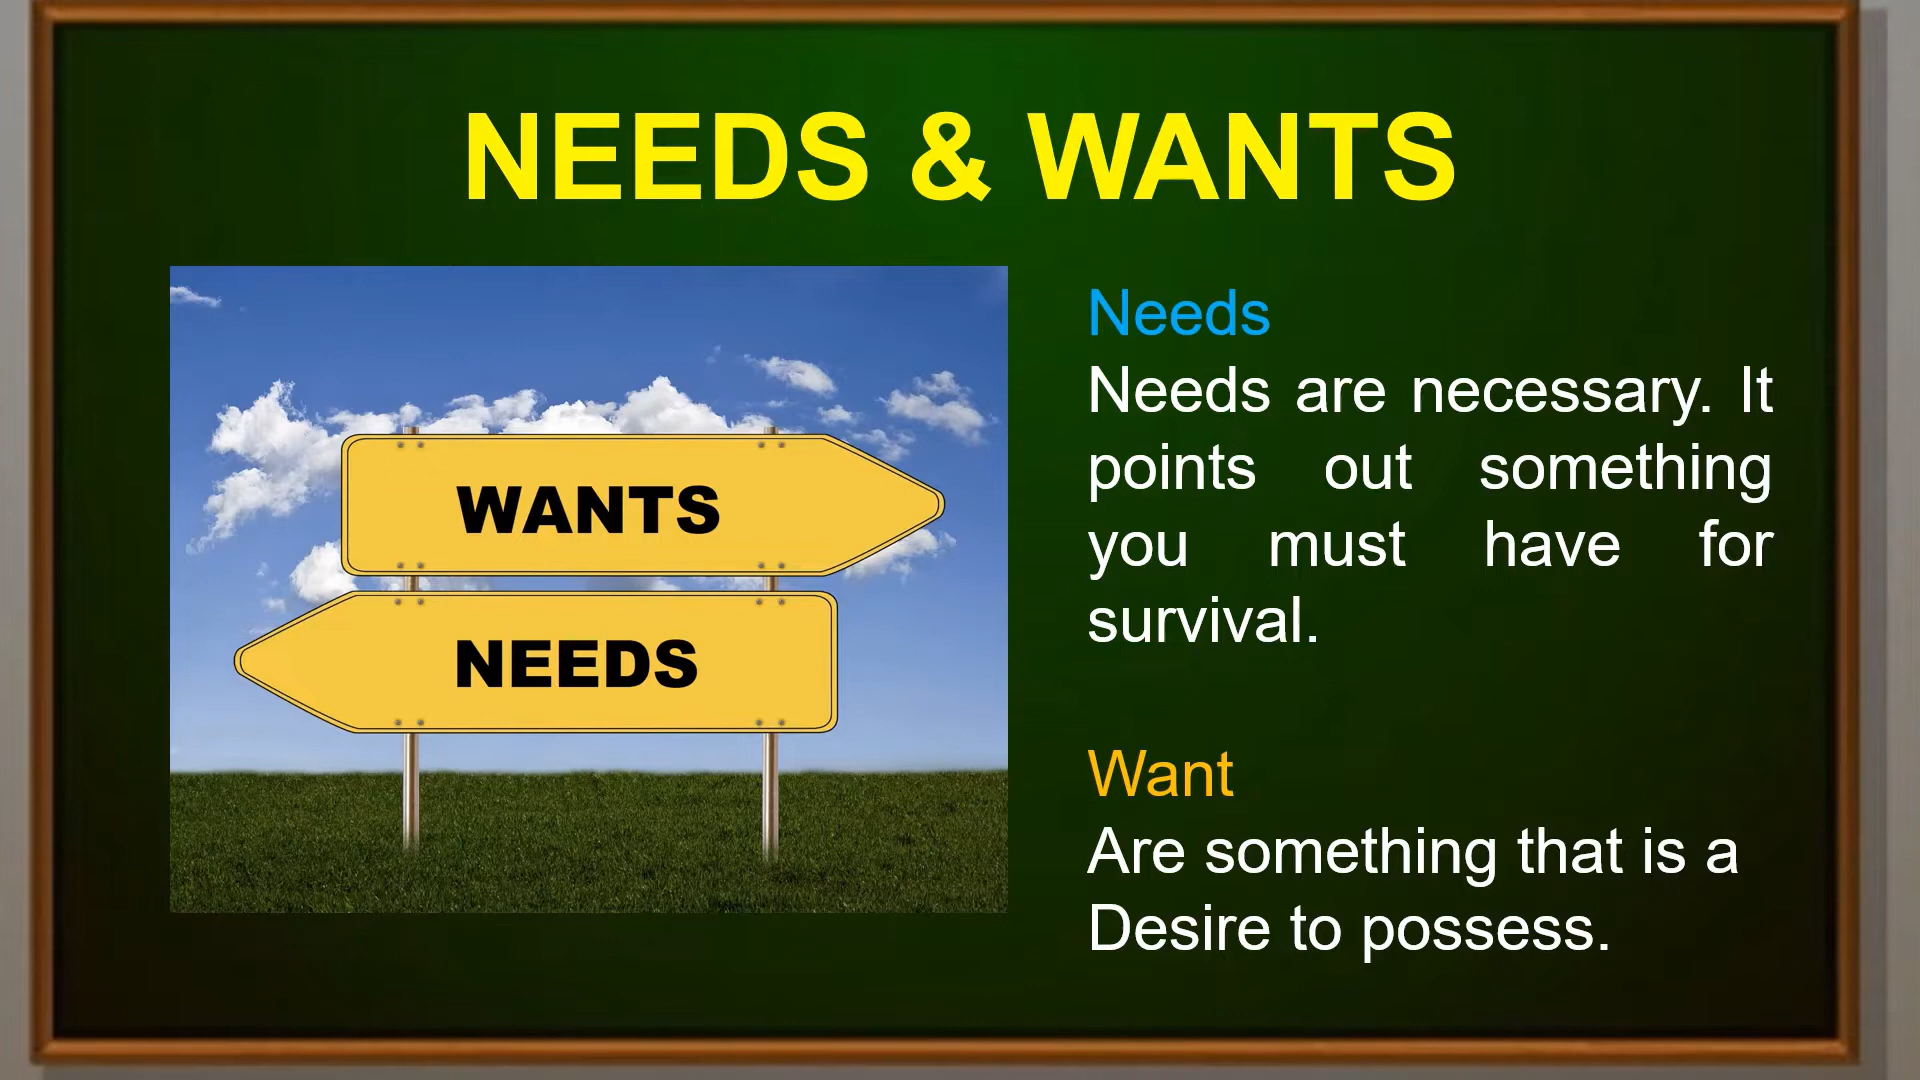 NEEDS & WANTS
WANTS
NEEDS
Needs
Needs are necessary. It
points out something
you must have for
survival.
Want
Are something that is a
Desire to possess.